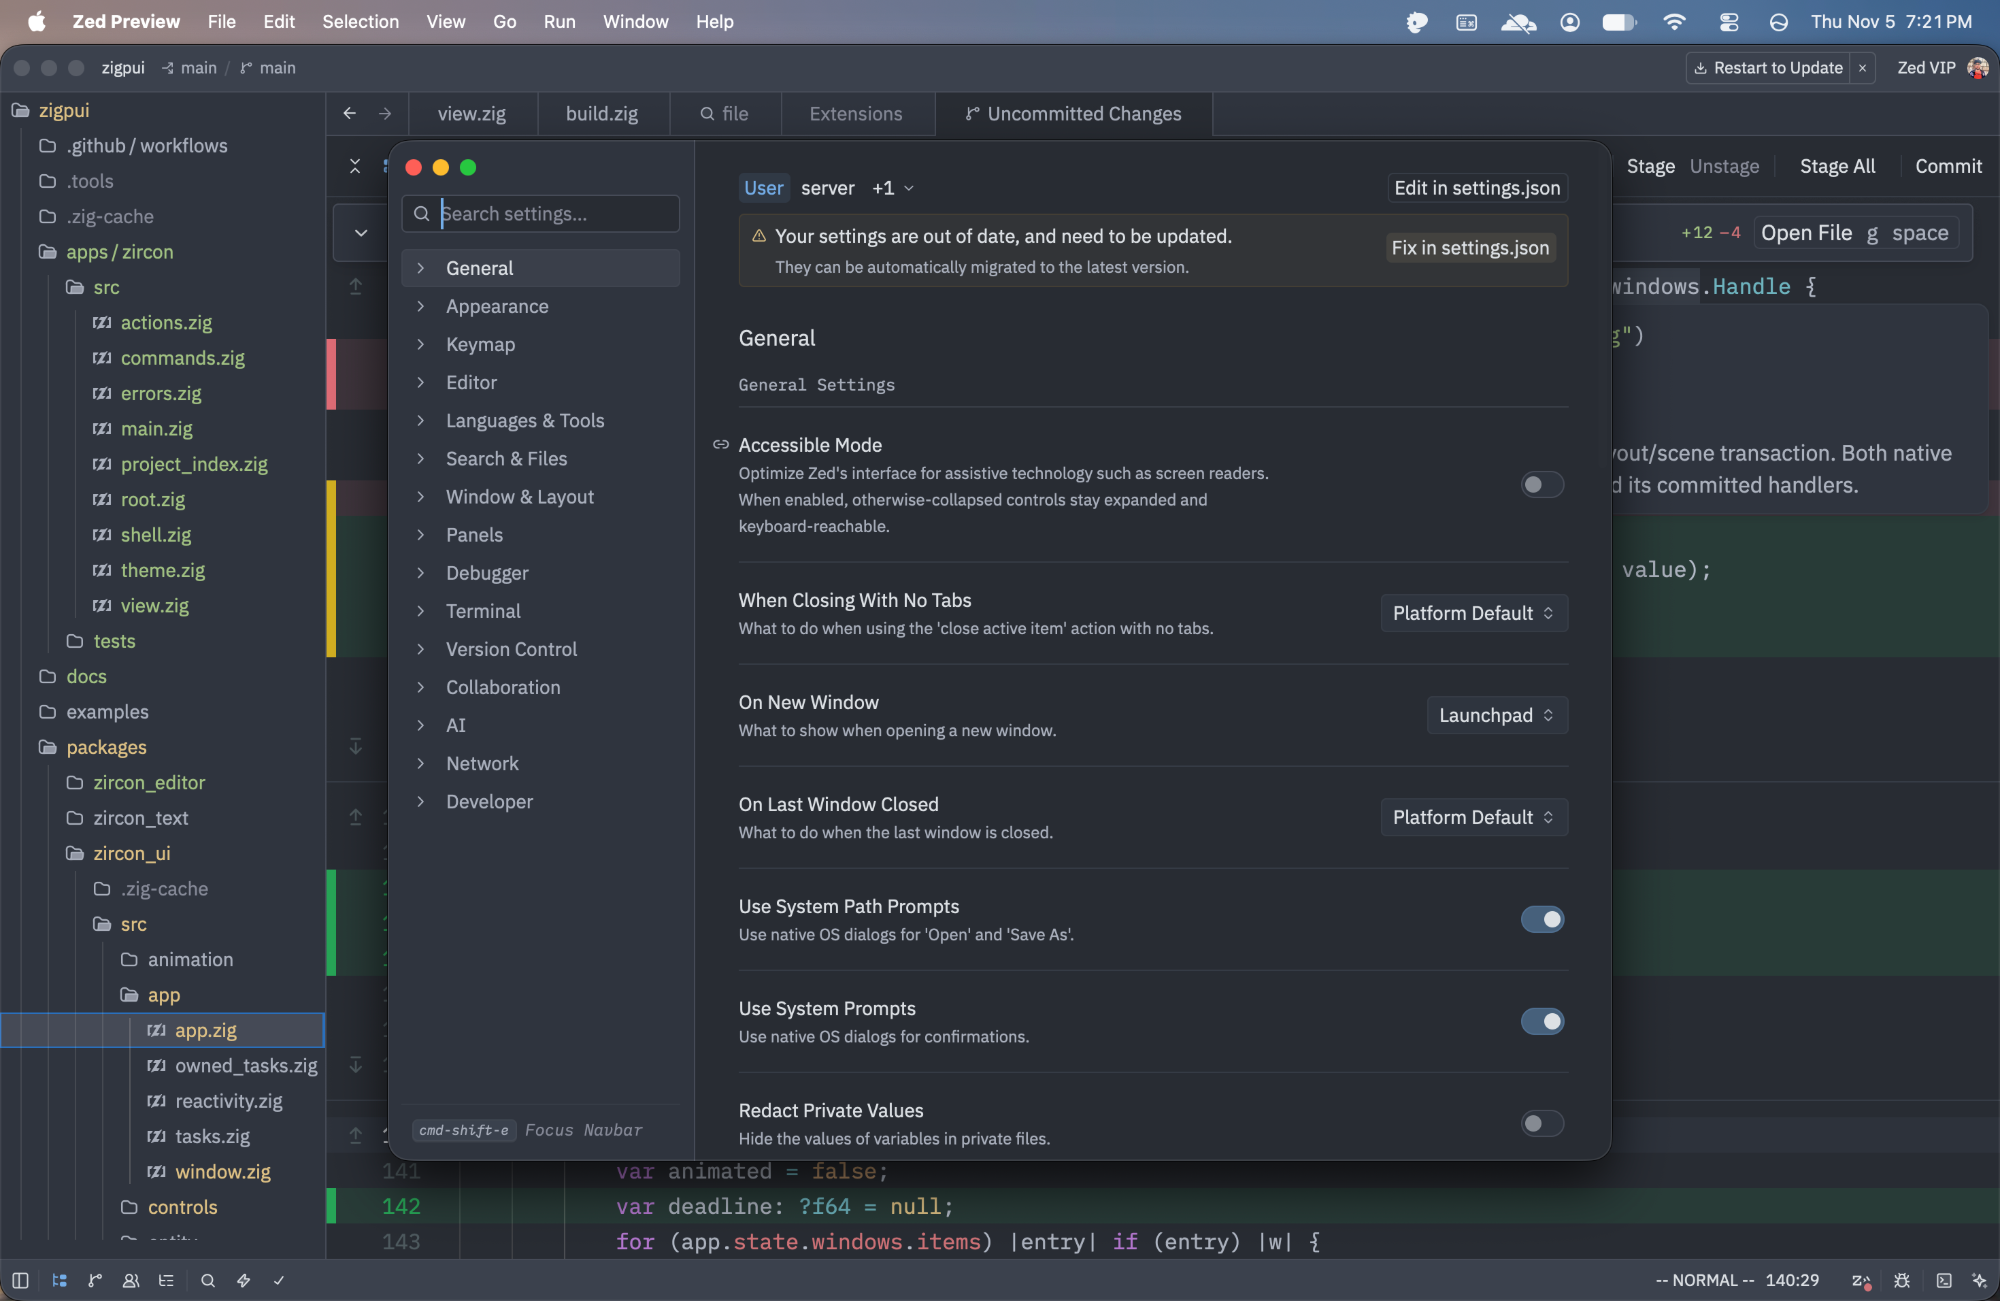 Zed Preview File Edit Selection View Go Run Window Help
Thu Nov 5 7:21 PM
zigpui main / main
Restart to Update Zed VIP
zigpui
.github / workflows
.tools
.zig-cache
apps / zircon
src
actions.zig
commands.zig
errors.zig
main.zig
project_index.zig
root.zig
shell.zig
theme.zig
view.zig
tests
docs
examples
packages
zircon_editor
zircon_text
zircon_ui
.zig-cache
src
animation
app
app.zig
owned_tasks.zig
reactivity.zig
tasks.zig
window.zig
controls
view.zig build.zig file Extensions Uncommitted Changes
Stage Unstage Stage All Commit
+12 −4 Open File g space
Search settings...
General
Appearance
Keymap
Editor
Languages & Tools
Search & Files
Window & Layout
Panels
Debugger
Terminal
Version Control
Collaboration
AI
Network
Developer
cmd-shift-e Focus Navbar
User server +1
Edit in settings.json
Your settings are out of date, and need to be updated.
They can be automatically migrated to the latest version.
Fix in settings.json
General
General Settings
Accessible Mode
Optimize Zed's interface for assistive technology such as screen readers.
When enabled, otherwise-collapsed controls stay expanded and
keyboard-reachable.
When Closing With No Tabs
What to do when using the 'close active item' action with no tabs.
Platform Default
On New Window
What to show when opening a new window.
Launchpad
On Last Window Closed
What to do when the last window is closed.
Platform Default
Use System Path Prompts
Use native OS dialogs for 'Open' and 'Save As'.
Use System Prompts
Use native OS dialogs for confirmations.
Redact Private Values
Hide the values of variables in private files.
windows.Handle {
g")
out/scene transaction. Both native
its committed handlers.
value);
141 var animated = false;
142 var deadline: ?f64 = null;
143 for (app.state.windows.items) |entry| if (entry) |w| {
-- NORMAL -- 140:29